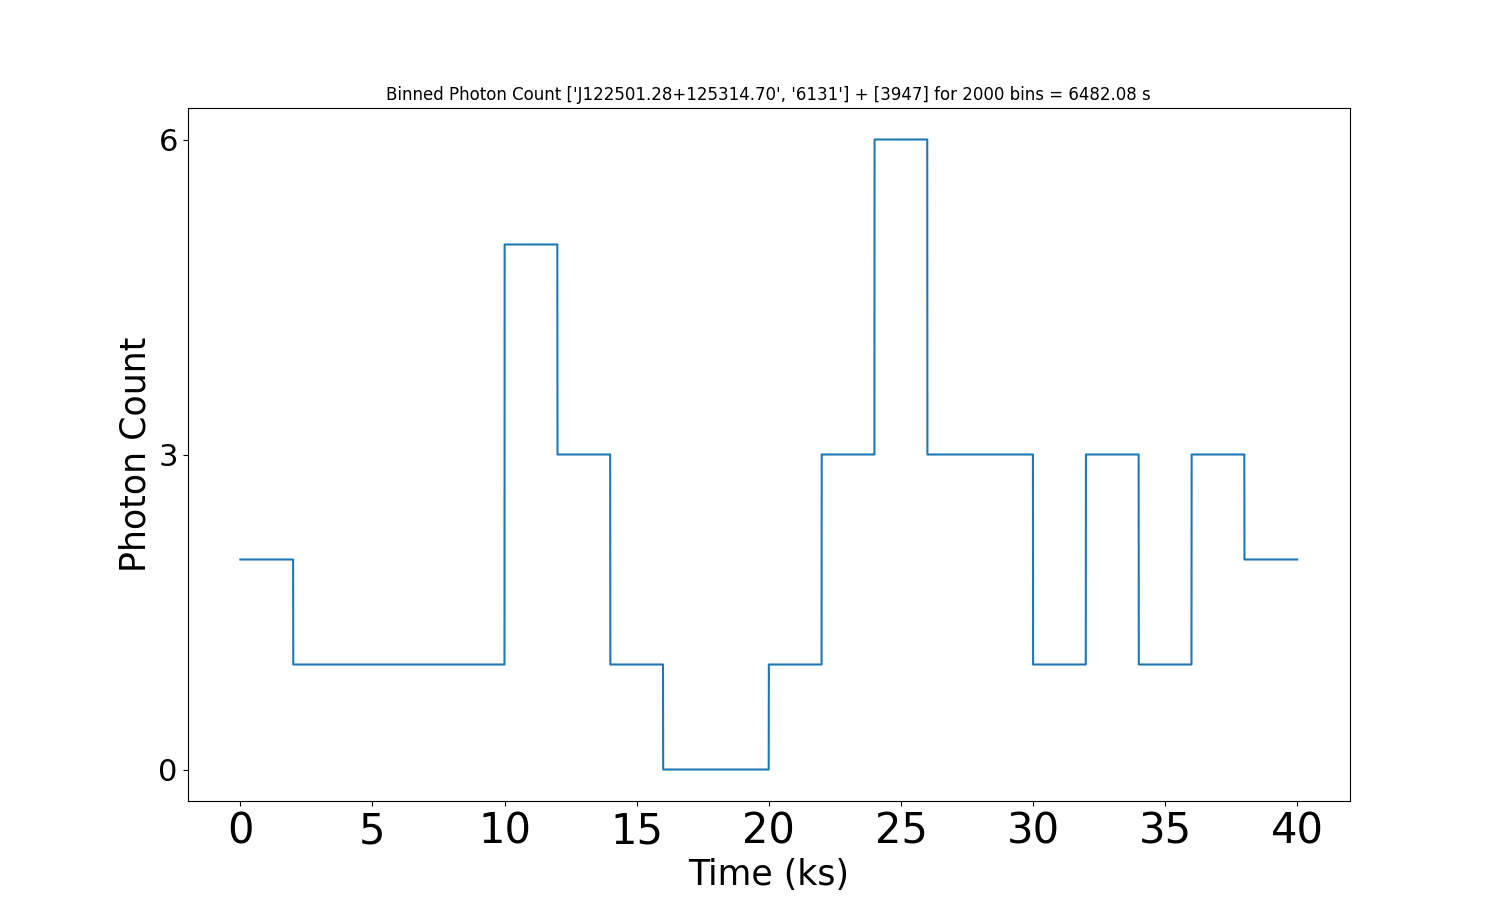 Binned Photon Count ['J122501.28+125314.70', '6131'] + [3947] for 2000 bins = 6482.08 s
6
3
0
Photon Count
0 5 10 15 20 25 30 35 40
Time (ks)